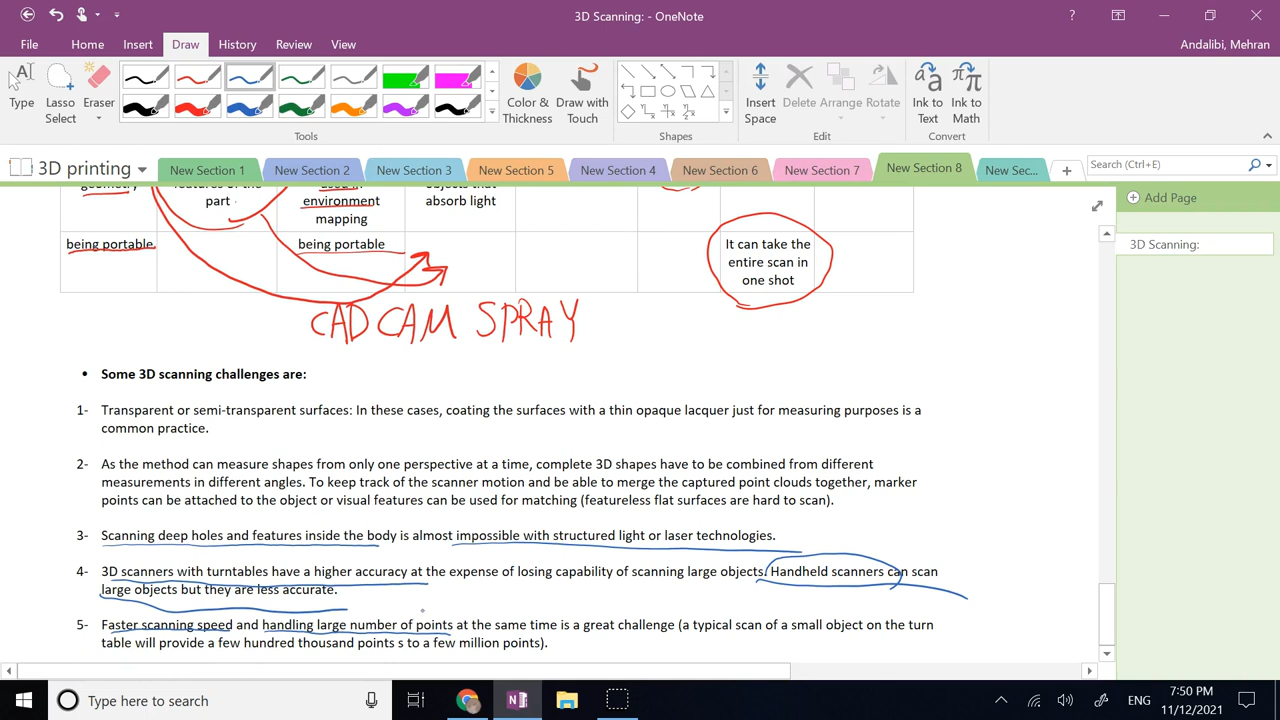 3D Scanning: - OneNote
?
File Home Insert Draw History Review View
Andalibi, Mehran
Type
Lasso Select
Eraser
Color & Thickness
Draw with Touch
Insert Space
Delete
Arrange
Rotate
Ink to Text
Ink to Math
Tools
Shapes
Edit
Convert
3D printing
New Section 1
New Section 2
New Section 3
New Section 5
New Section 4
New Section 6
New Section 7
New Section 8
New Sec...
Search (Ctrl+E)
Add Page
3D Scanning:
geometry features of the used in objects that
part environment absorb light
mapping
being portable being portable It can take the
entire scan in
one shot
CAD CAM SPRAY
• Some 3D scanning challenges are:
1- Transparent or semi-transparent surfaces: In these cases, coating the surfaces with a thin opaque lacquer just for measuring purposes is a
common practice.
2- As the method can measure shapes from only one perspective at a time, complete 3D shapes have to be combined from different
measurements in different angles. To keep track of the scanner motion and be able to merge the captured point clouds together, marker
points can be attached to the object or visual features can be used for matching (featureless flat surfaces are hard to scan).
3- Scanning deep holes and features inside the body is almost impossible with structured light or laser technologies.
4- 3D scanners with turntables have a higher accuracy at the expense of losing capability of scanning large objects. Handheld scanners can scan
large objects but they are less accurate.
5- Faster scanning speed and handling large number of points at the same time is a great challenge (a typical scan of a small object on the turn
table will provide a few hundred thousand points s to a few million points).
Type here to search
ENG
7:50 PM
11/12/2021